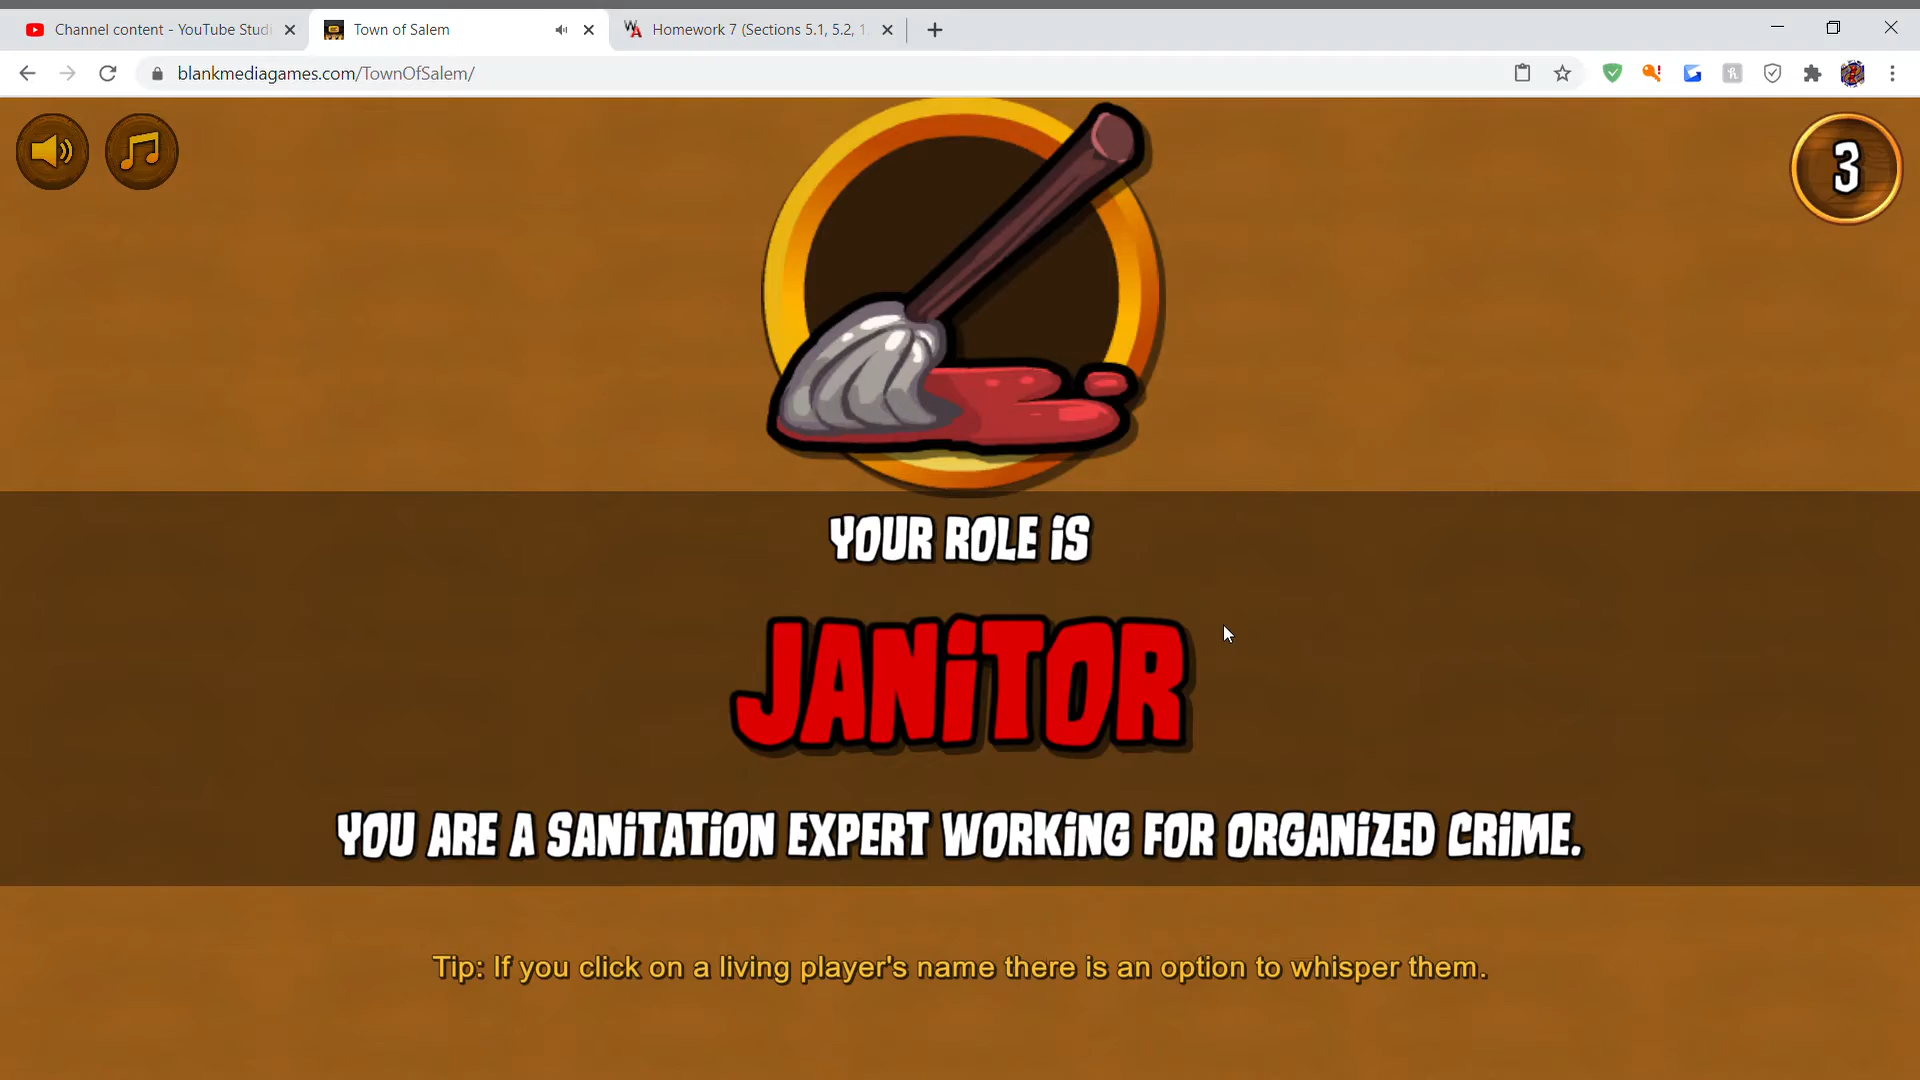 Channel content - YouTube Studi
Town of Salem
Homework 7 (Sections 5.1, 5.2, 1
blankmediagames.com/TownOfSalem/
3
YOUR ROLE IS
JANITOR
YOU ARE A SANITATION EXPERT WORKING FOR ORGANIZED CRIME.
Tip: If you click on a living player's name there is an option to whisper them.